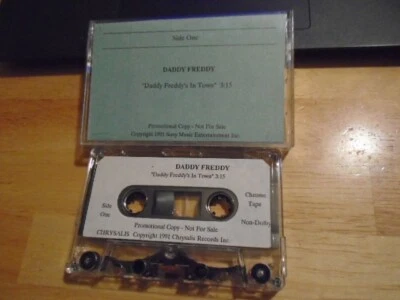 Side One
DADDY FREDDY
"Daddy Freddy's In Town" 3:15
Promotional Copy - Not For Sale
Copyright 1991 Sony Music Entertainment Inc.
DADDY FREDDY
"Daddy Freddy's In Town" 3:15
Side
One
Chrome
Tape
Non-Dolby
Promotional Copy - Not For Sale
CHRYSALIS Copyright 1991 Chrysalis Records Inc.